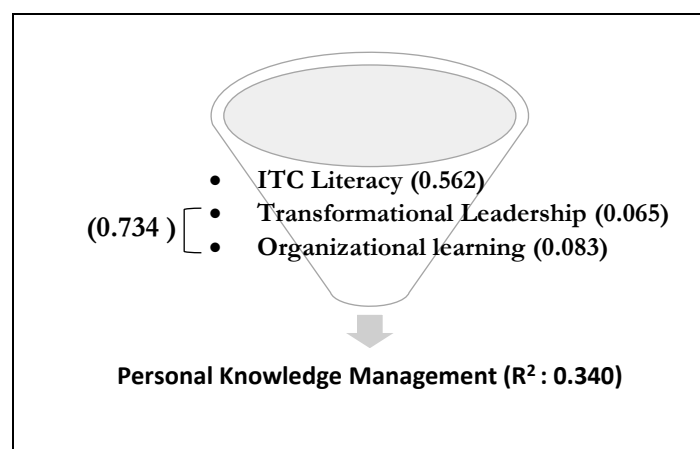 • ITC Literacy (0.562)
• Transformational Leadership (0.065)
(0.734 )
• Organizational learning (0.083)
Personal Knowledge Management (R² : 0.340)